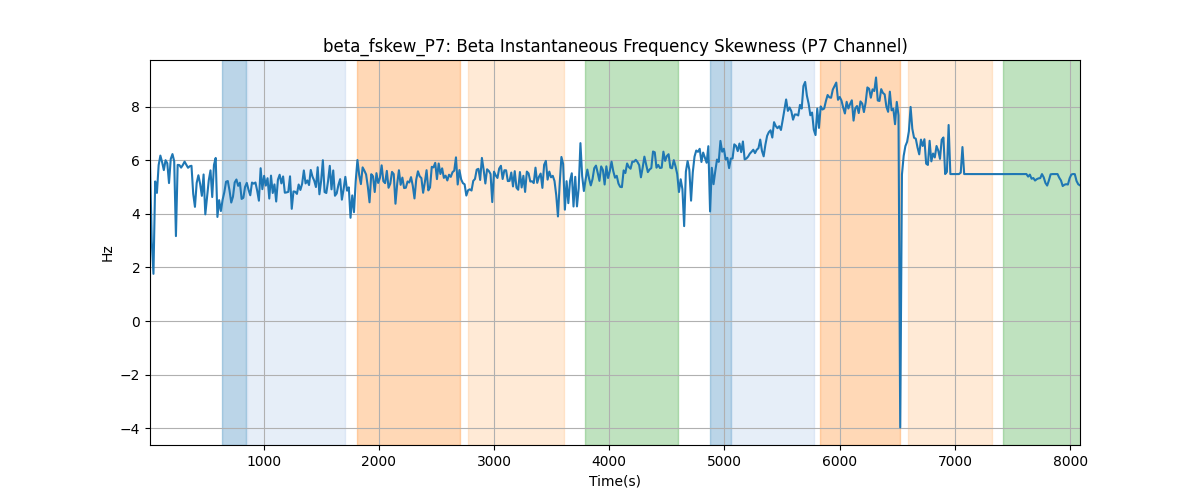 beta_fskew_P7: Beta Instantaneous Frequency Skewness (P7 Channel)
Hz
8
6
4
2
0
−2
−4
1000 2000 3000 4000 5000 6000 7000 8000
Time(s)